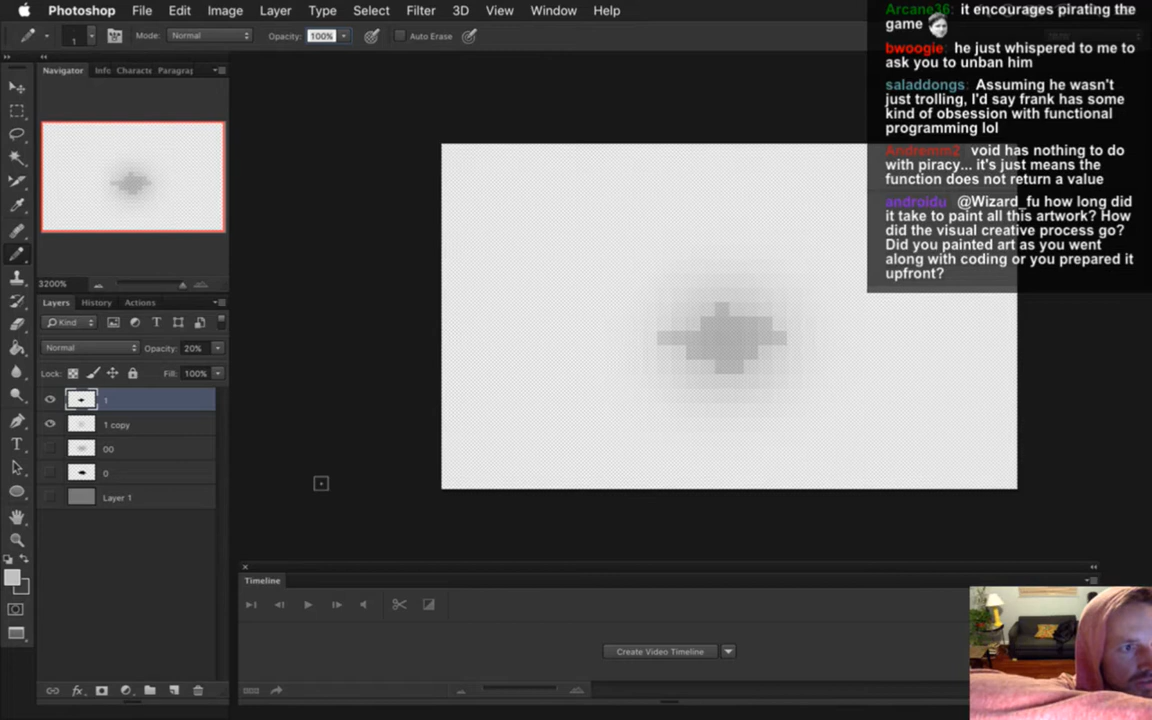 Photoshop File Edit Image Layer Type Select Filter 3D View Window Help
1 Mode: Normal Opacity: 100% Auto Erase
Navigator Info Characte Paragraj
3200%
Layers History Actions
Kind
Normal Opacity: 20%
Lock: Fill: 100%
1
1 copy
00
0
Layer 1
Timeline
Create Video Timeline
Arcane36: it encourages pirating the
game
bwoogie: he just whispered to me to
ask you to unban him
saladdongs: Assuming he wasn't
just trolling, I'd say frank has some
kind of obsession with functional
programming lol
Andremm2 void has nothing to do
with piracy... it's just means the
function does not return a value
androidu @Wizard_fu how long did
it take to paint all this artwork? How
did the visual creative process go?
Did you painted art as you went
along with coding or you prepared it
upfront?